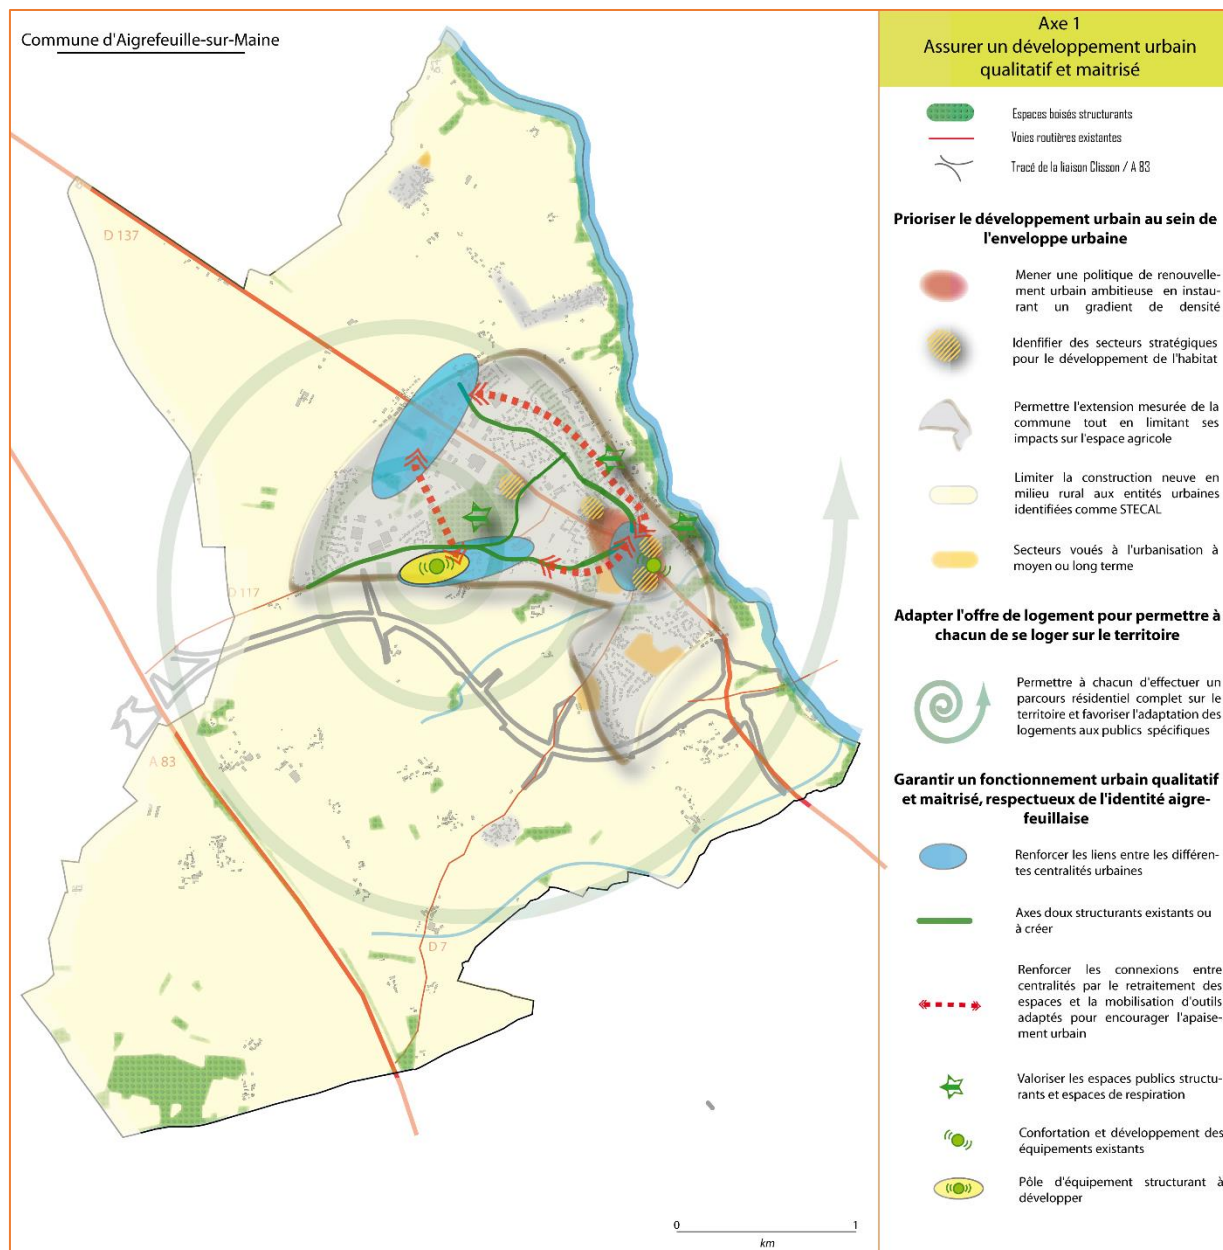 Commune d'Aigrefeuille-sur-Maine
D 137
D 117
A 83
D 7
0 1
km
Axe 1
Assurer un développement urbain
qualitatif et maitrisé
Espaces boisés structurants
Voies routières existantes
Tracé de la liaison Clisson / A 83
Prioriser le développement urbain au sein de
l'enveloppe urbaine
Mener une politique de renouvelle-
ment urbain ambitieuse en instau-
rant un gradient de densité
Idenfifier des secteurs stratégiques
pour le développement de l'habitat
Permettre l'extension mesurée de la
commune tout en limitant ses
impacts sur l'espace agricole
Limiter la construction neuve en
milieu rural aux entités urbaines
identifiées comme STECAL
Secteurs voués à l'urbanisation à
moyen ou long terme
Adapter l'offre de logement pour permettre à
chacun de se loger sur le territoire
Permettre à chacun d'effectuer un
parcours résidentiel complet sur le
territoire et favoriser l'adaptation des
logements aux publics spécifiques
Garantir un fonctionnement urbain qualitatif
et maitrisé, respectueux de l'identité aigre-
feuillaise
Renforcer les liens entre les différen-
tes centralités urbaines
Axes doux structurants existants ou
à créer
Renforcer les connexions entre
centralités par le retraitement des
espaces et la mobilisation d'outils
adaptés pour encourager l'apaise-
ment urbain
Valoriser les espaces publics structu-
rants et espaces de respiration
Confortation et développement des
équipements existants
Pôle d'équipement structurant à
développer